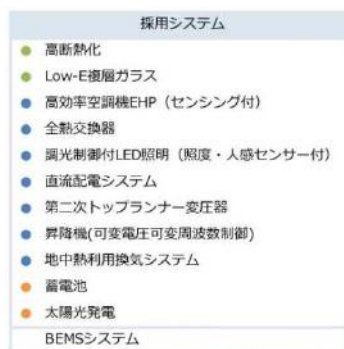 採用システム
高断熱化
Low-E複層ガラス
高効率空調機EHP（センシング付）
全熱交換器
調光制御付LED照明（照度・人感センサー付）
直流配電システム
第二次トップランナー変圧器
昇降機(可変電圧可変周波数制御)
地中熱利用換気システム
蓄電池
太陽光発電
BEMSシステム